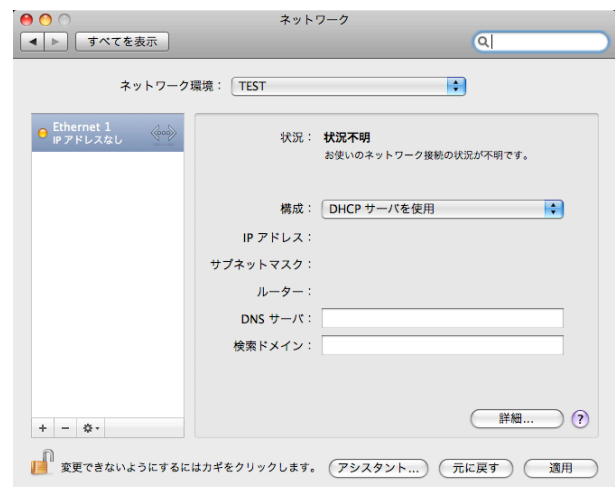 ネットワーク
すべてを表示
ネットワーク環境： TEST
Ethernet 1
IP アドレスなし
状況： 状況不明
お使いのネットワーク接続の状況が不明です。
構成： DHCP サーバを使用
IP アドレス：
サブネットマスク：
ルーター：
DNS サーバ：
検索ドメイン：
詳細... ?
+ −
変更できないようにするにはカギをクリックします。 アシスタント... 元に戻す 適用